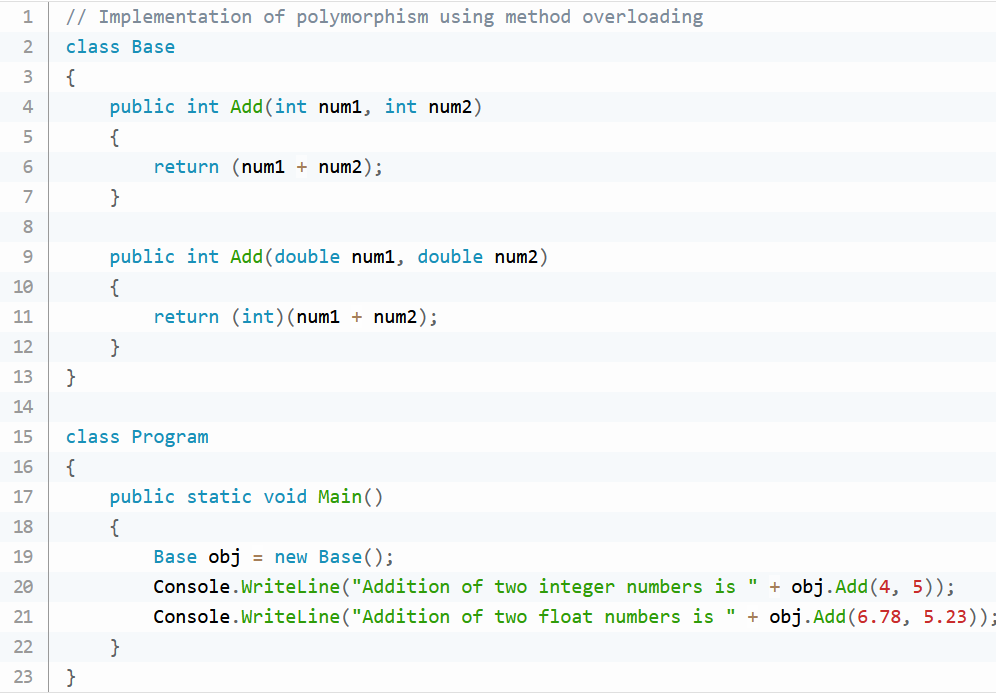 1 // Implementation of polymorphism using method overloading
2 class Base
3 {
4     public int Add(int num1, int num2)
5     {
6         return (num1 + num2);
7     }
8
9     public int Add(double num1, double num2)
10     {
11         return (int)(num1 + num2);
12     }
13 }
14
15 class Program
16 {
17     public static void Main()
18     {
19         Base obj = new Base();
20         Console.WriteLine("Addition of two integer numbers is " + obj.Add(4, 5));
21         Console.WriteLine("Addition of two float numbers is " + obj.Add(6.78, 5.23));
22     }
23 }